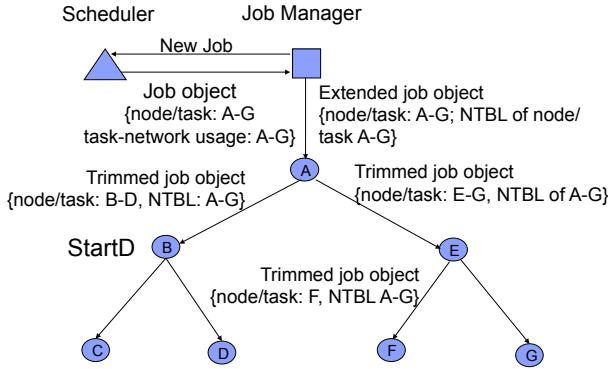 Scheduler
Job Manager
New Job
Job object
{node/task: A-G
task-network usage: A-G}
Extended job object
{node/task: A-G; NTBL of node/
task A-G}
A
Trimmed job object
{node/task: B-D, NTBL: A-G}
Trimmed job object
{node/task: E-G, NTBL of A-G}
StartD
B
E
Trimmed job object
{node/task: F, NTBL A-G}
C
D
F
G